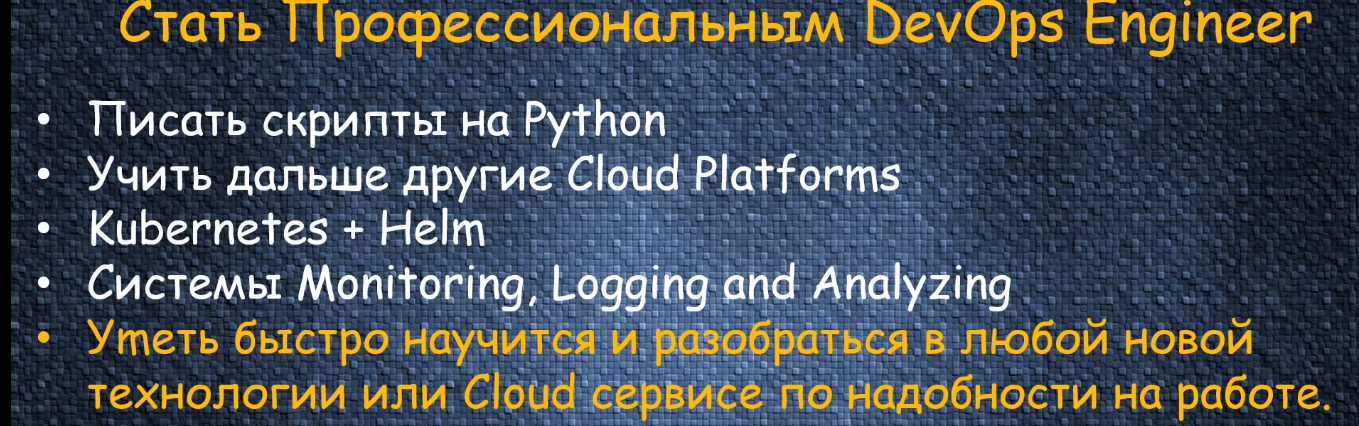 Стать Профессиональным DevOps Engineer
• Писать скрипты на Python
• Учить дальше другие Cloud Platforms
• Kubernetes + Helm
• Системы Monitoring, Logging and Analyzing
• Уметь быстро научится и разобраться в любой новой
технологии или Cloud сервисе по надобности на работе.